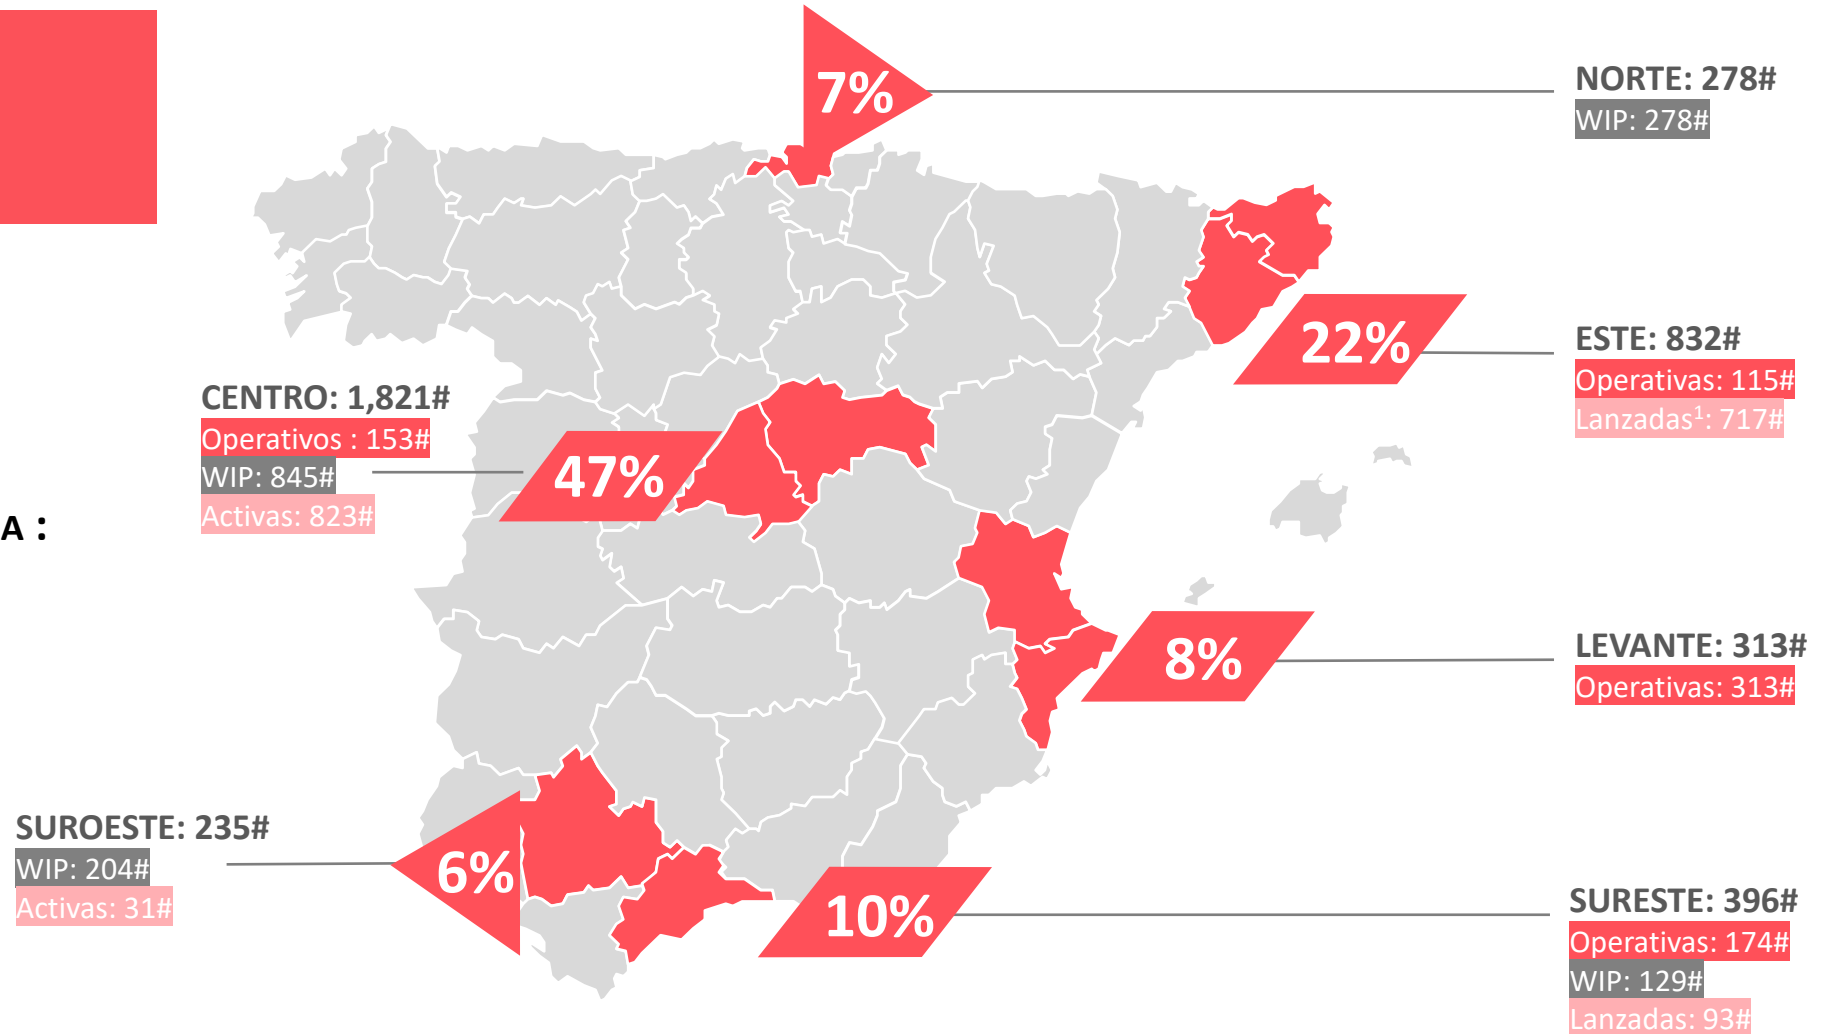 7%
NORTE: 278#
WIP: 278#
22%
ESTE: 832#
Operativas: 115#
Lanzadas¹: 717#
CENTRO: 1,821#
Operativos : 153#
WIP: 845#
Activas: 823#
47%
A :
8%
LEVANTE: 313#
Operativas: 313#
SUROESTE: 235#
WIP: 204#
Activas: 31#
6%
10%
SURESTE: 396#
Operativas: 174#
WIP: 129#
Lanzadas: 93#